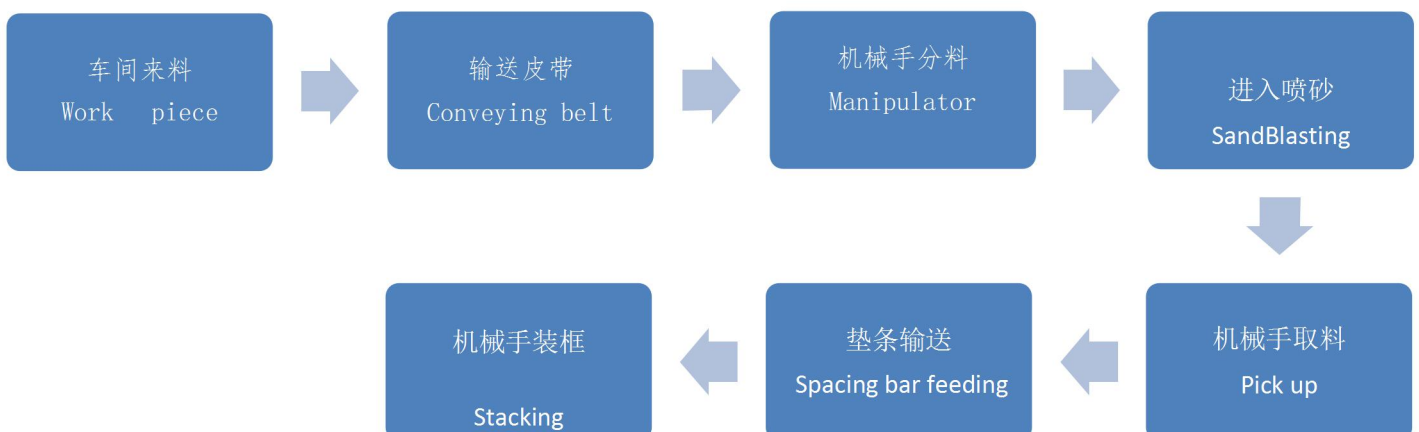 车间来料
Work piece
输送皮带
Conveying belt
机械手分料
Manipulator
进入喷砂
SandBlasting
机械手取料
Pick up
垫条输送
Spacing bar feeding
机械手装框
Stacking